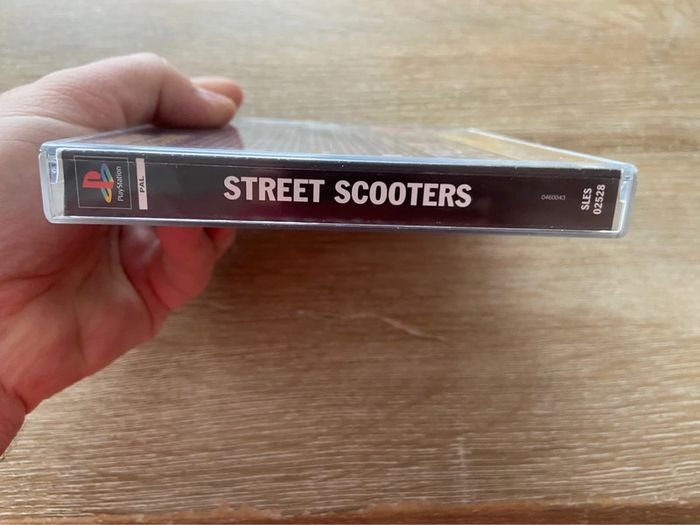 PlayStation
PAL
STREET SCOOTERS
0460043
SLES
02528